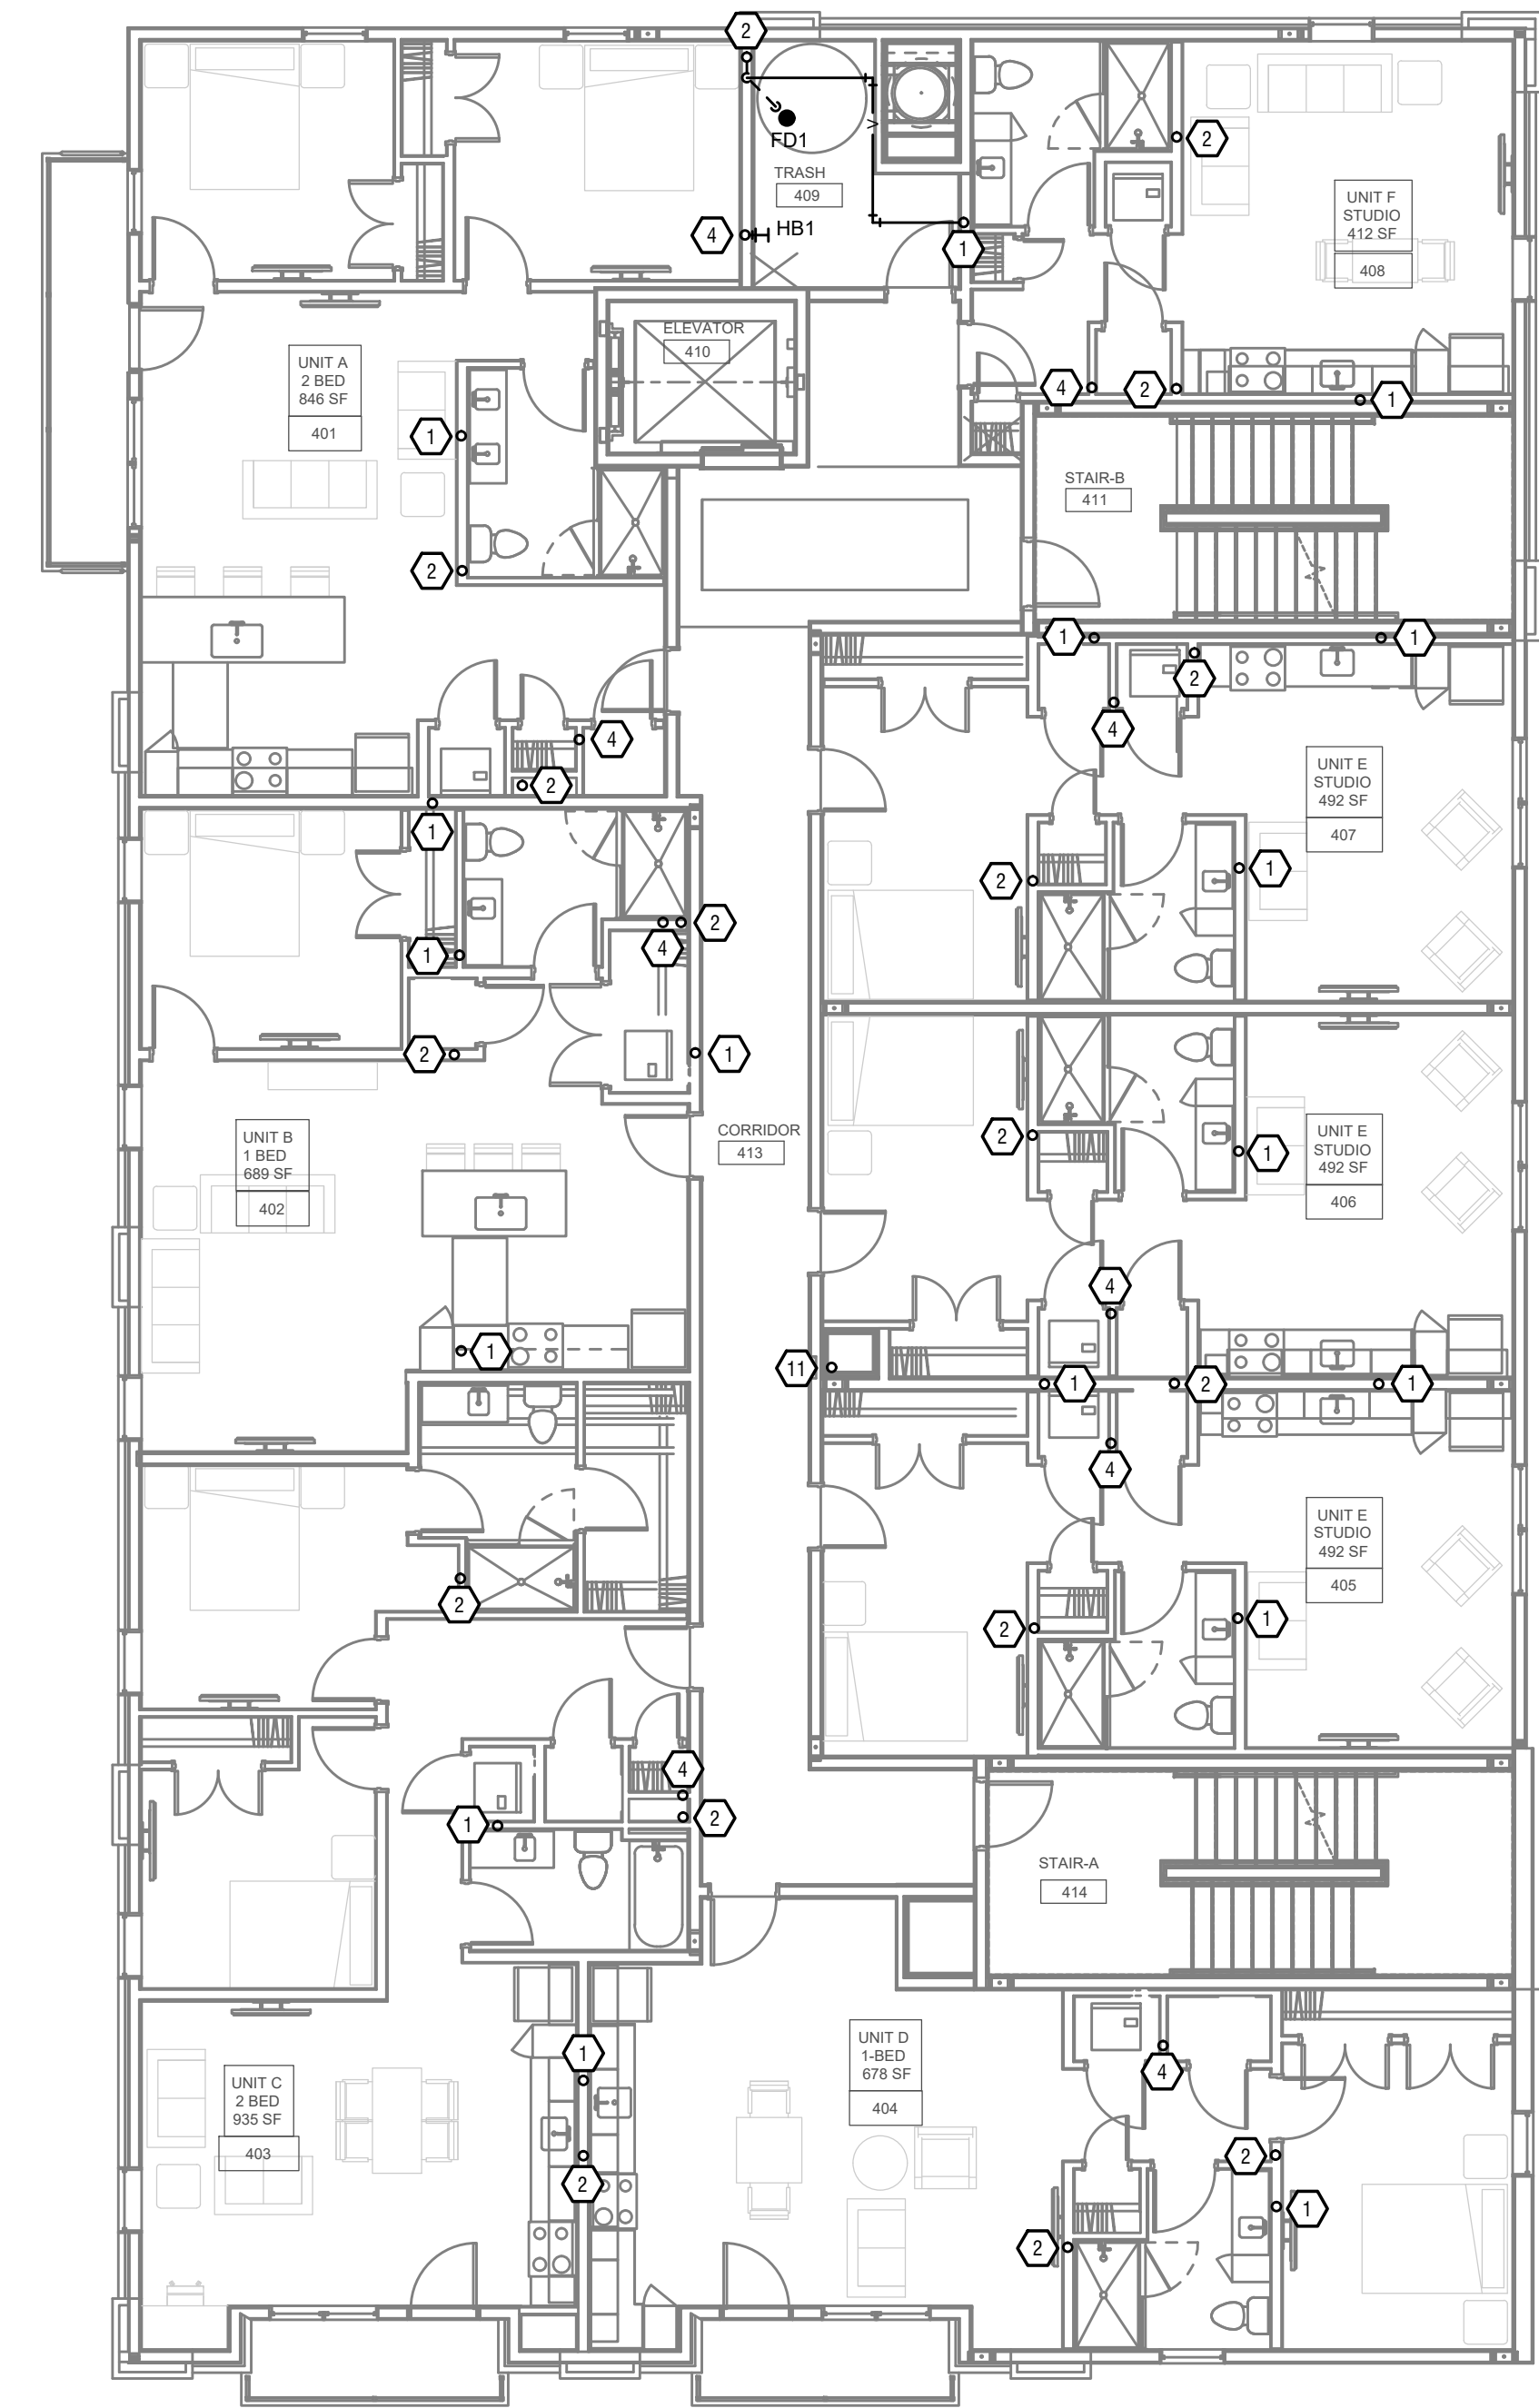 2
FD1
TRASH
409
2
UNIT F
STUDIO
412 SF
408
4
HB1
1
ELEVATOR
410
UNIT A
2 BED
846 SF
401
4
2
1
1
STAIR-B
411
2
1
1
2
4
4
2
UNIT E
STUDIO
492 SF
407
1
1
2
2
4
1
2
1
CORRIDOR
413
UNIT B
1 BED
689 SF
402
2
1
UNIT E
STUDIO
492 SF
406
4
1
11
1
2
1
4
UNIT E
STUDIO
492 SF
405
2
2
1
4
1
2
STAIR-A
414
1
UNIT D
1-BED
678 SF
404
4
UNIT C
2 BED
935 SF
403
2
2
1
2